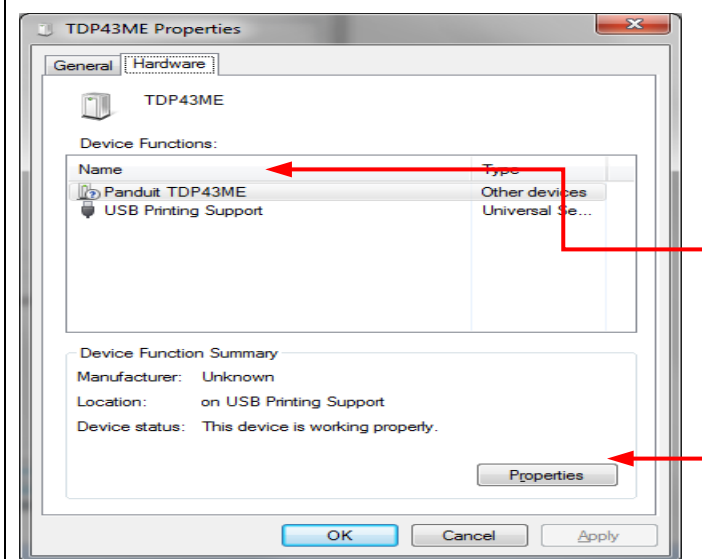 TDP43ME Properties
General Hardware
TDP43ME
Device Functions:
Name Type
Panduit TDP43ME Other devices
USB Printing Support Universal Se...
Device Function Summary
Manufacturer: Unknown
Location: on USB Printing Support
Device status: This device is working properly.
Properties
OK Cancel Apply